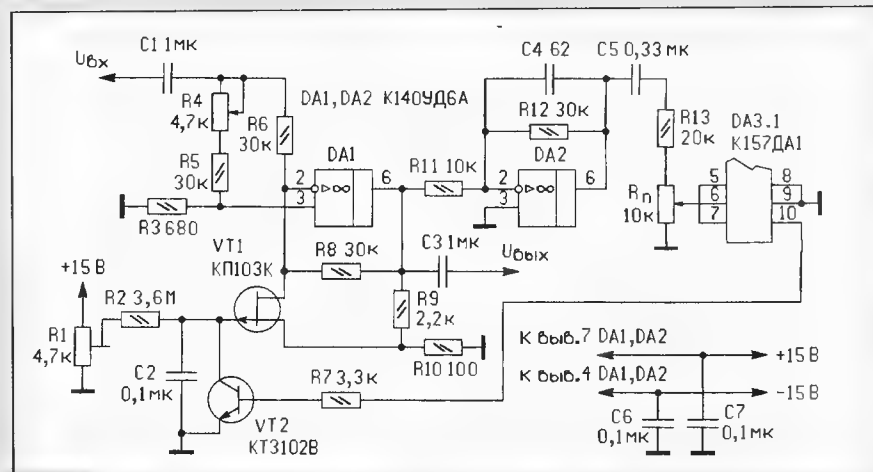 C1 1мк
Uвх
R4
4,7к
R6
30к
R5
30к
R3 680
DA1, DA2 К140УД6А
DA1
2
3
6
▷∞
R11 10к
C4 62
C5 0,33 мк
R12 30к
DA2
2
3
6
▷∞
R13
20к
Rп
10к
DA3.1
К157ДА1
5
6
7
8
9
10
VT1
КП103К
R8 30к
C3 1мк
Uвых
R9
2,2к
R10 100
+15 В
R1
4,7к
R2 3,6М
C2
0,1мк
VT2
КТ3102В
R7 3,3к
К выв.7 DA1, DA2
+15 В
К выв.4 DA1, DA2
-15 В
C6
0,1мк
C7
0,1мк